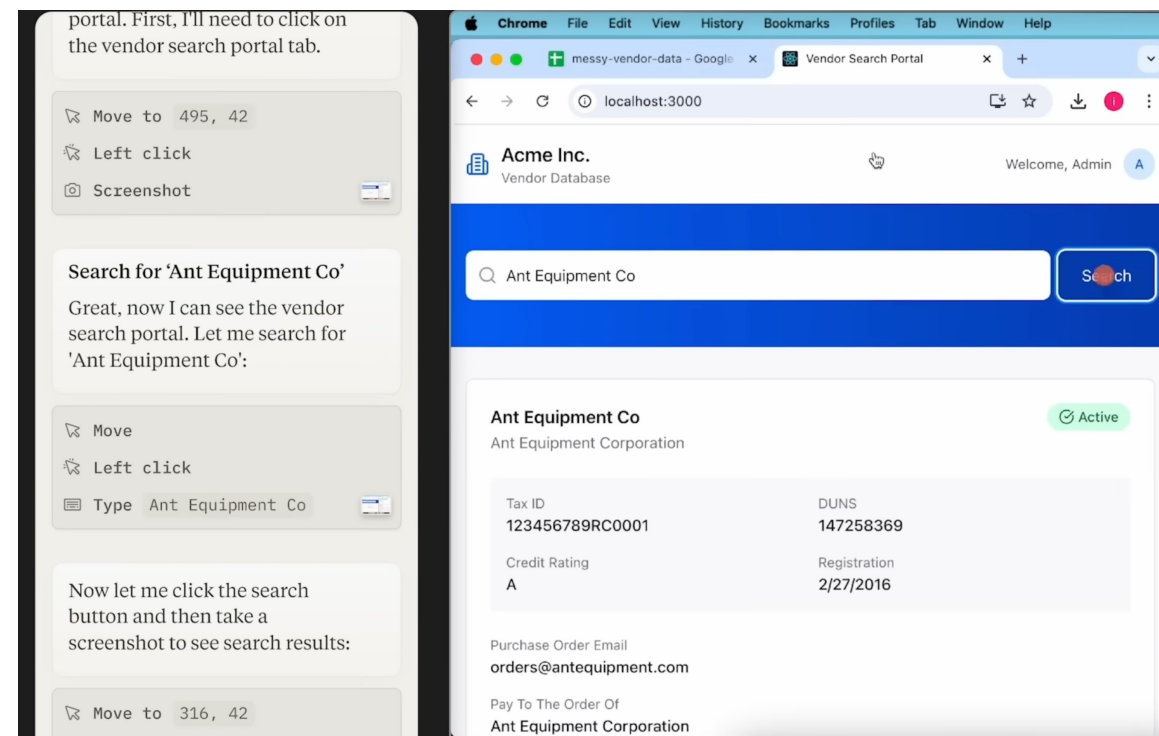 portal. First, I'll need to click on
the vendor search portal tab.
Move to 495, 42
Left click
Screenshot
Search for ‘Ant Equipment Co’
Great, now I can see the vendor
search portal. Let me search for
'Ant Equipment Co':
Move
Left click
Type Ant Equipment Co
Now let me click the search
button and then take a
screenshot to see search results:
Move to 316, 42
Chrome File Edit View History Bookmarks Profiles Tab Window Help
messy-vendor-data - Google
Vendor Search Portal
localhost:3000
Acme Inc.
Vendor Database
Welcome, Admin A
Ant Equipment Co
Search
Ant Equipment Co
Active
Ant Equipment Corporation
Tax ID
123456789RC0001
DUNS
147258369
Credit Rating
A
Registration
2/27/2016
Purchase Order Email
orders@antequipment.com
Pay To The Order Of
Ant Equipment Corporation